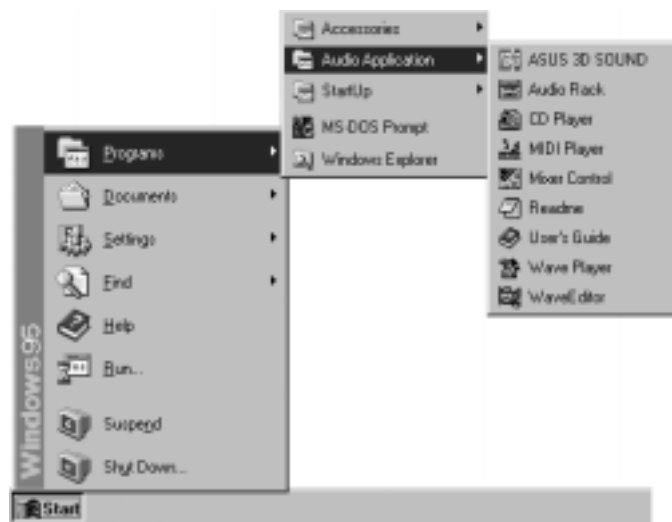 Accessories
Audio Application
StartUp
MS-DOS Prompt
Windows Explorer
ASUS 3D SOUND
Audio Rack
CD Player
MIDI Player
Mixer Control
Readme
User's Guide
Wave Player
WaveEditor
Programs
Documents
Settings
Find
Help
Run...
Suspend
Shut Down...
Windows95
Start